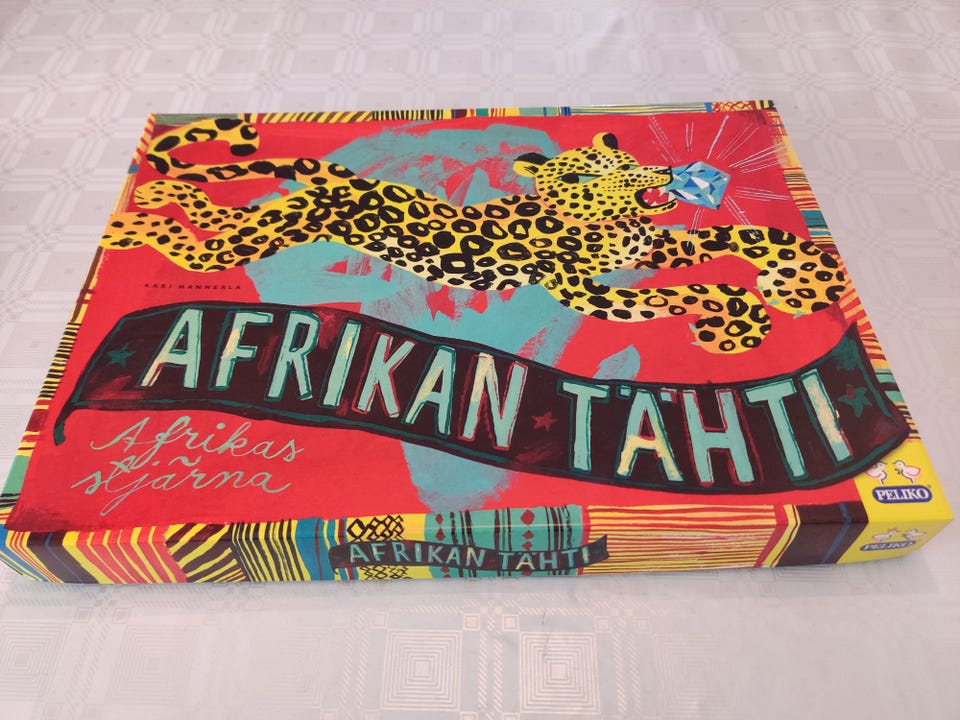 KARI MANNERLA
AFRIKAN TÄHTI
Afrikas
stjärna
PELIKO
AFRIKAN TÄHTI
PELIKO